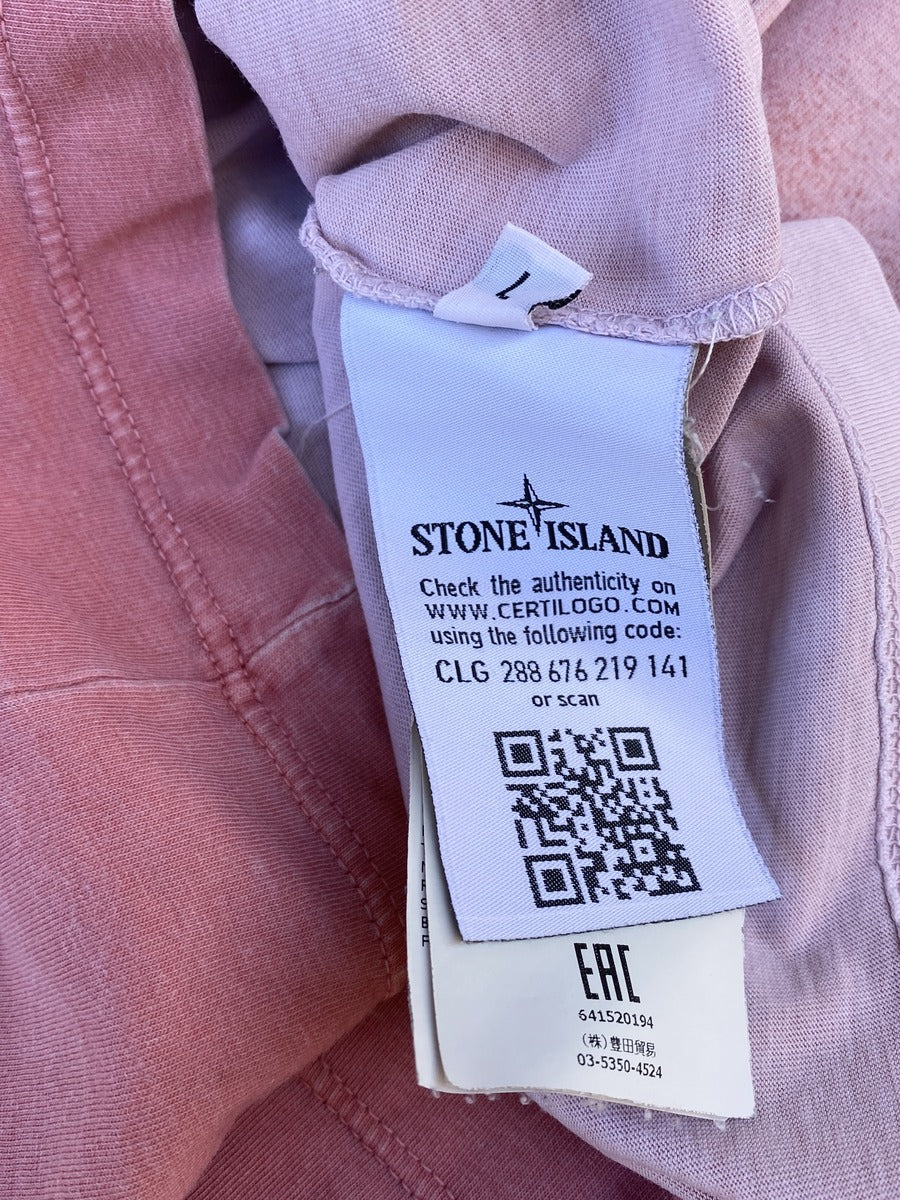 STONE ISLAND
Check the authenticity on
WWW.CERTILOGO.COM
using the following code:
CLG 288 676 219 141
or scan
EAC
641520194
(株)豊田貿易
03-5350-4524